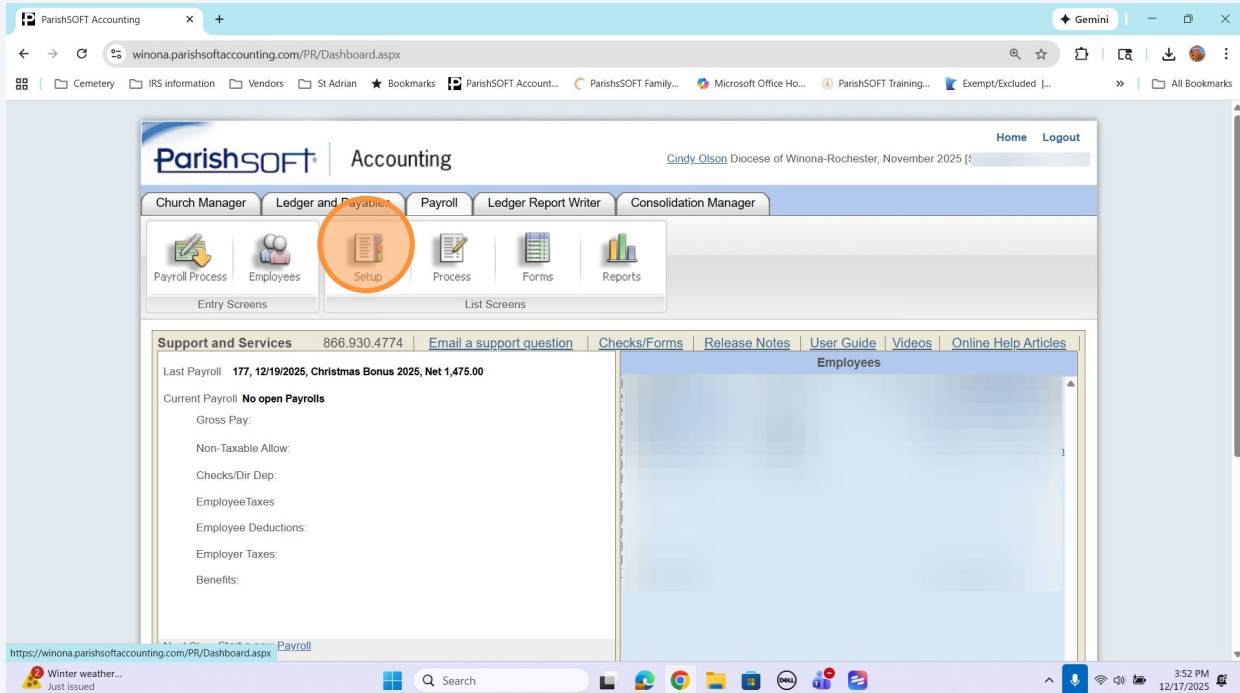 ParishSOFT Accounting
Gemini
winona.parishsoftaccounting.com/PR/Dashboard.aspx
Cemetery IRS information Vendors St Adrian Bookmarks ParishSOFT Account... ParishsSOFT Family... Microsoft Office Ho... ParishSOFT Training... Exempt/Excluded |... » All Bookmarks
Home Logout
ParishSOFT Accounting
Cindy Olson Diocese of Winona-Rochester, November 2025 [S
Church Manager Ledger and Payables Payroll Ledger Report Writer Consolidation Manager
Payroll Process Employees Setup Process Forms Reports
Entry Screens List Screens
Support and Services 866.930.4774 Email a support question Checks/Forms Release Notes User Guide Videos Online Help Articles
Employees
Last Payroll 177, 12/19/2025, Christmas Bonus 2025, Net 1,475.00
Current Payroll No open Payrolls
Gross Pay:
Non-Taxable Allow:
Checks/Dir Dep:
EmployeeTaxes
Employee Deductions:
Employer Taxes:
Benefits:
Start a new Payroll
https://winona.parishsoftaccounting.com/PR/Dashboard.aspx
2 Winter weather...
Just issued
Search
DELL
3:52 PM
12/17/2025